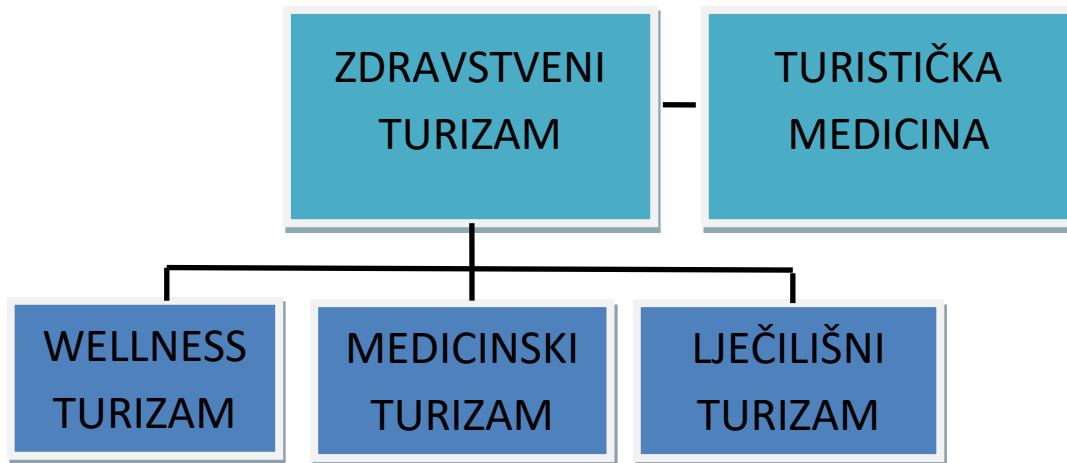 ZDRAVSTVENI
TURIZAM
TURISTIČKA
MEDICINA
WELLNESS
TURIZAM
MEDICINSKI
TURIZAM
LJEČILIŠNI
TURIZAM